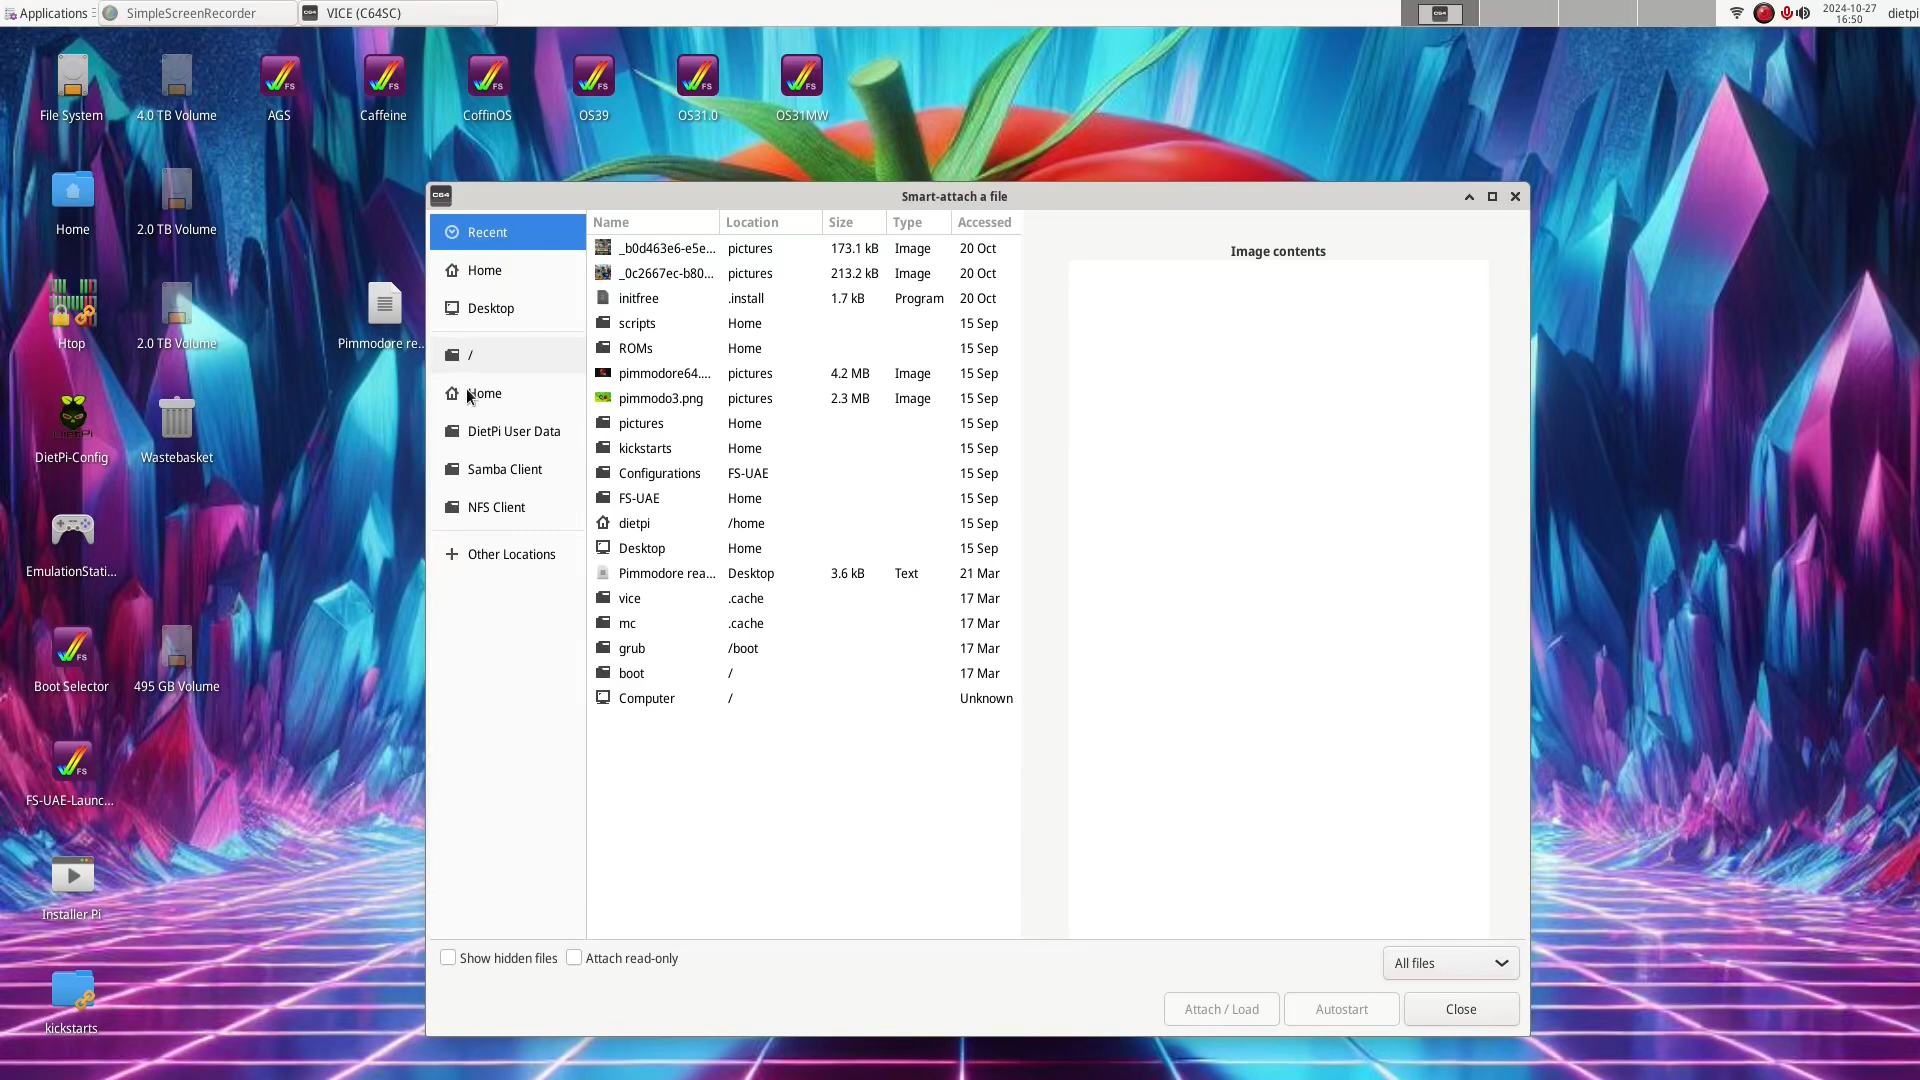 Applications
SimpleScreenRecorder
VICE (C64SC)
2024-10-27
16:50
dietpi
File System
4.0 TB Volume
AGS
Caffeine
CoffinOS
OS39
OS31.0
OS31MW
Home
2.0 TB Volume
Htop
2.0 TB Volume
Pimmodore re...
DietPi-Config
Wastebasket
EmulationStati...
Boot Selector
495 GB Volume
FS-UAE-Launc...
Installer Pi
kickstarts
C64
Smart-attach a file
Recent
Home
Desktop
/
Home
DietPi User Data
Samba Client
NFS Client
Other Locations
Name Location Size Type Accessed
_b0d463e6-e5e... pictures 173.1 kB Image 20 Oct
_0c2667ec-b80... pictures 213.2 kB Image 20 Oct
initfree .install 1.7 kB Program 20 Oct
scripts Home 15 Sep
ROMs Home 15 Sep
pimmodore64.... pictures 4.2 MB Image 15 Sep
pimmodo3.png pictures 2.3 MB Image 15 Sep
pictures Home 15 Sep
kickstarts Home 15 Sep
Configurations FS-UAE 15 Sep
FS-UAE Home 15 Sep
dietpi /home 15 Sep
Desktop Home 15 Sep
Pimmodore rea... Desktop 3.6 kB Text 21 Mar
vice .cache 17 Mar
mc .cache 17 Mar
grub /boot 17 Mar
boot / 17 Mar
Computer / Unknown
Image contents
Show hidden files
Attach read-only
All files
Attach / Load
Autostart
Close